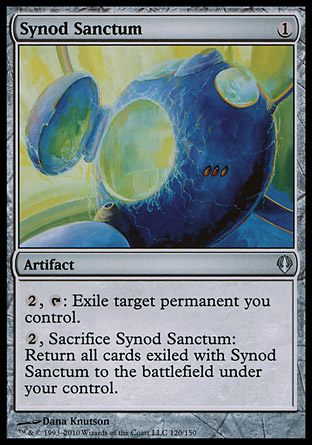 Synod Sanctum 1
Artifact
2, T: Exile target permanent you
control.
2, Sacrifice Synod Sanctum:
Return all cards exiled with Synod
Sanctum to the battlefield under
your control.
Dana Knutson
™ & © 1993-2010 Wizards of the Coast LLC 120/150